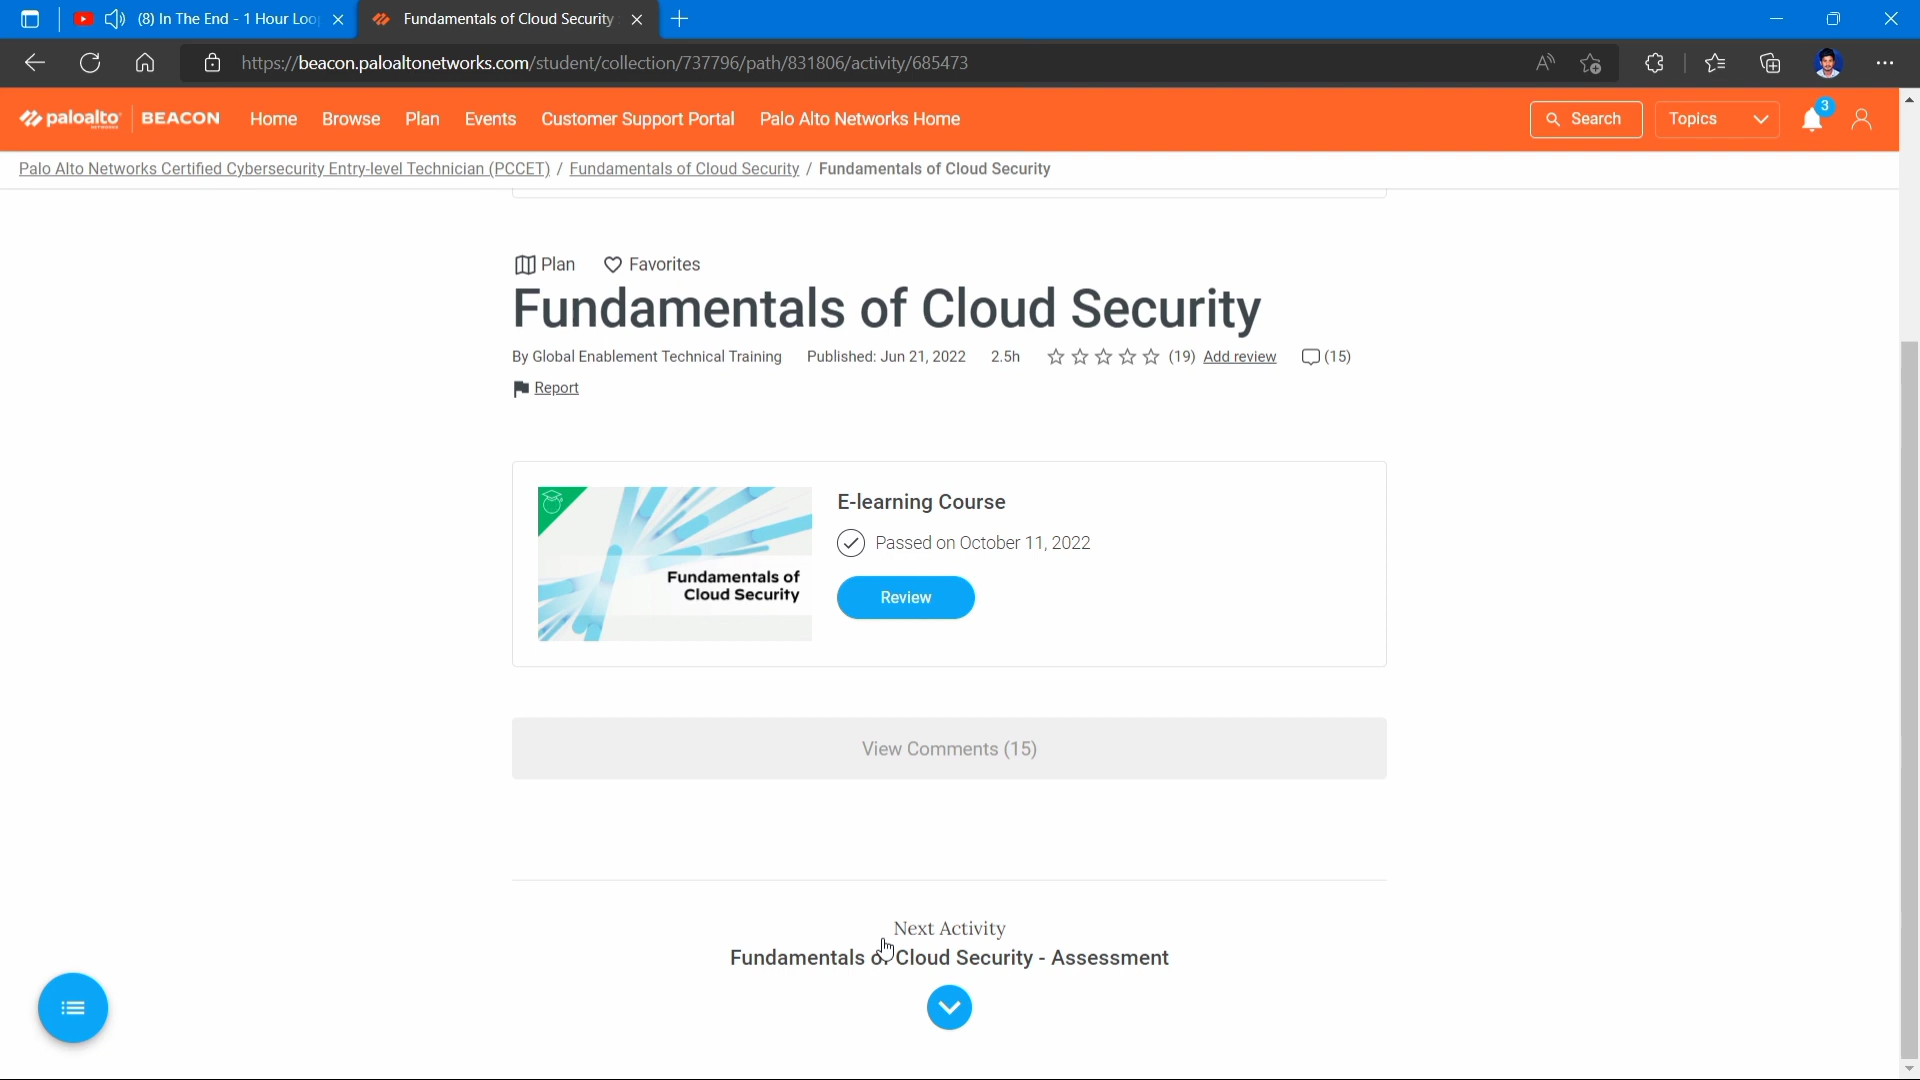 (8) In The End - 1 Hour Loo
Fundamentals of Cloud Security
https://beacon.paloaltonetworks.com/student/collection/737796/path/831806/activity/685473
paloalto BEACON Home Browse Plan Events Customer Support Portal Palo Alto Networks Home Search Topics 3
Palo Alto Networks Certified Cybersecurity Entry-level Technician (PCCET) / Fundamentals of Cloud Security / Fundamentals of Cloud Security
Plan Favorites
Fundamentals of Cloud Security
By Global Enablement Technical Training Published: Jun 21, 2022 2.5h (19) Add review (15)
Report
E-learning Course
Passed on October 11, 2022
Fundamentals of
Cloud Security
Review
View Comments (15)
Next Activity
Fundamentals of Cloud Security - Assessment